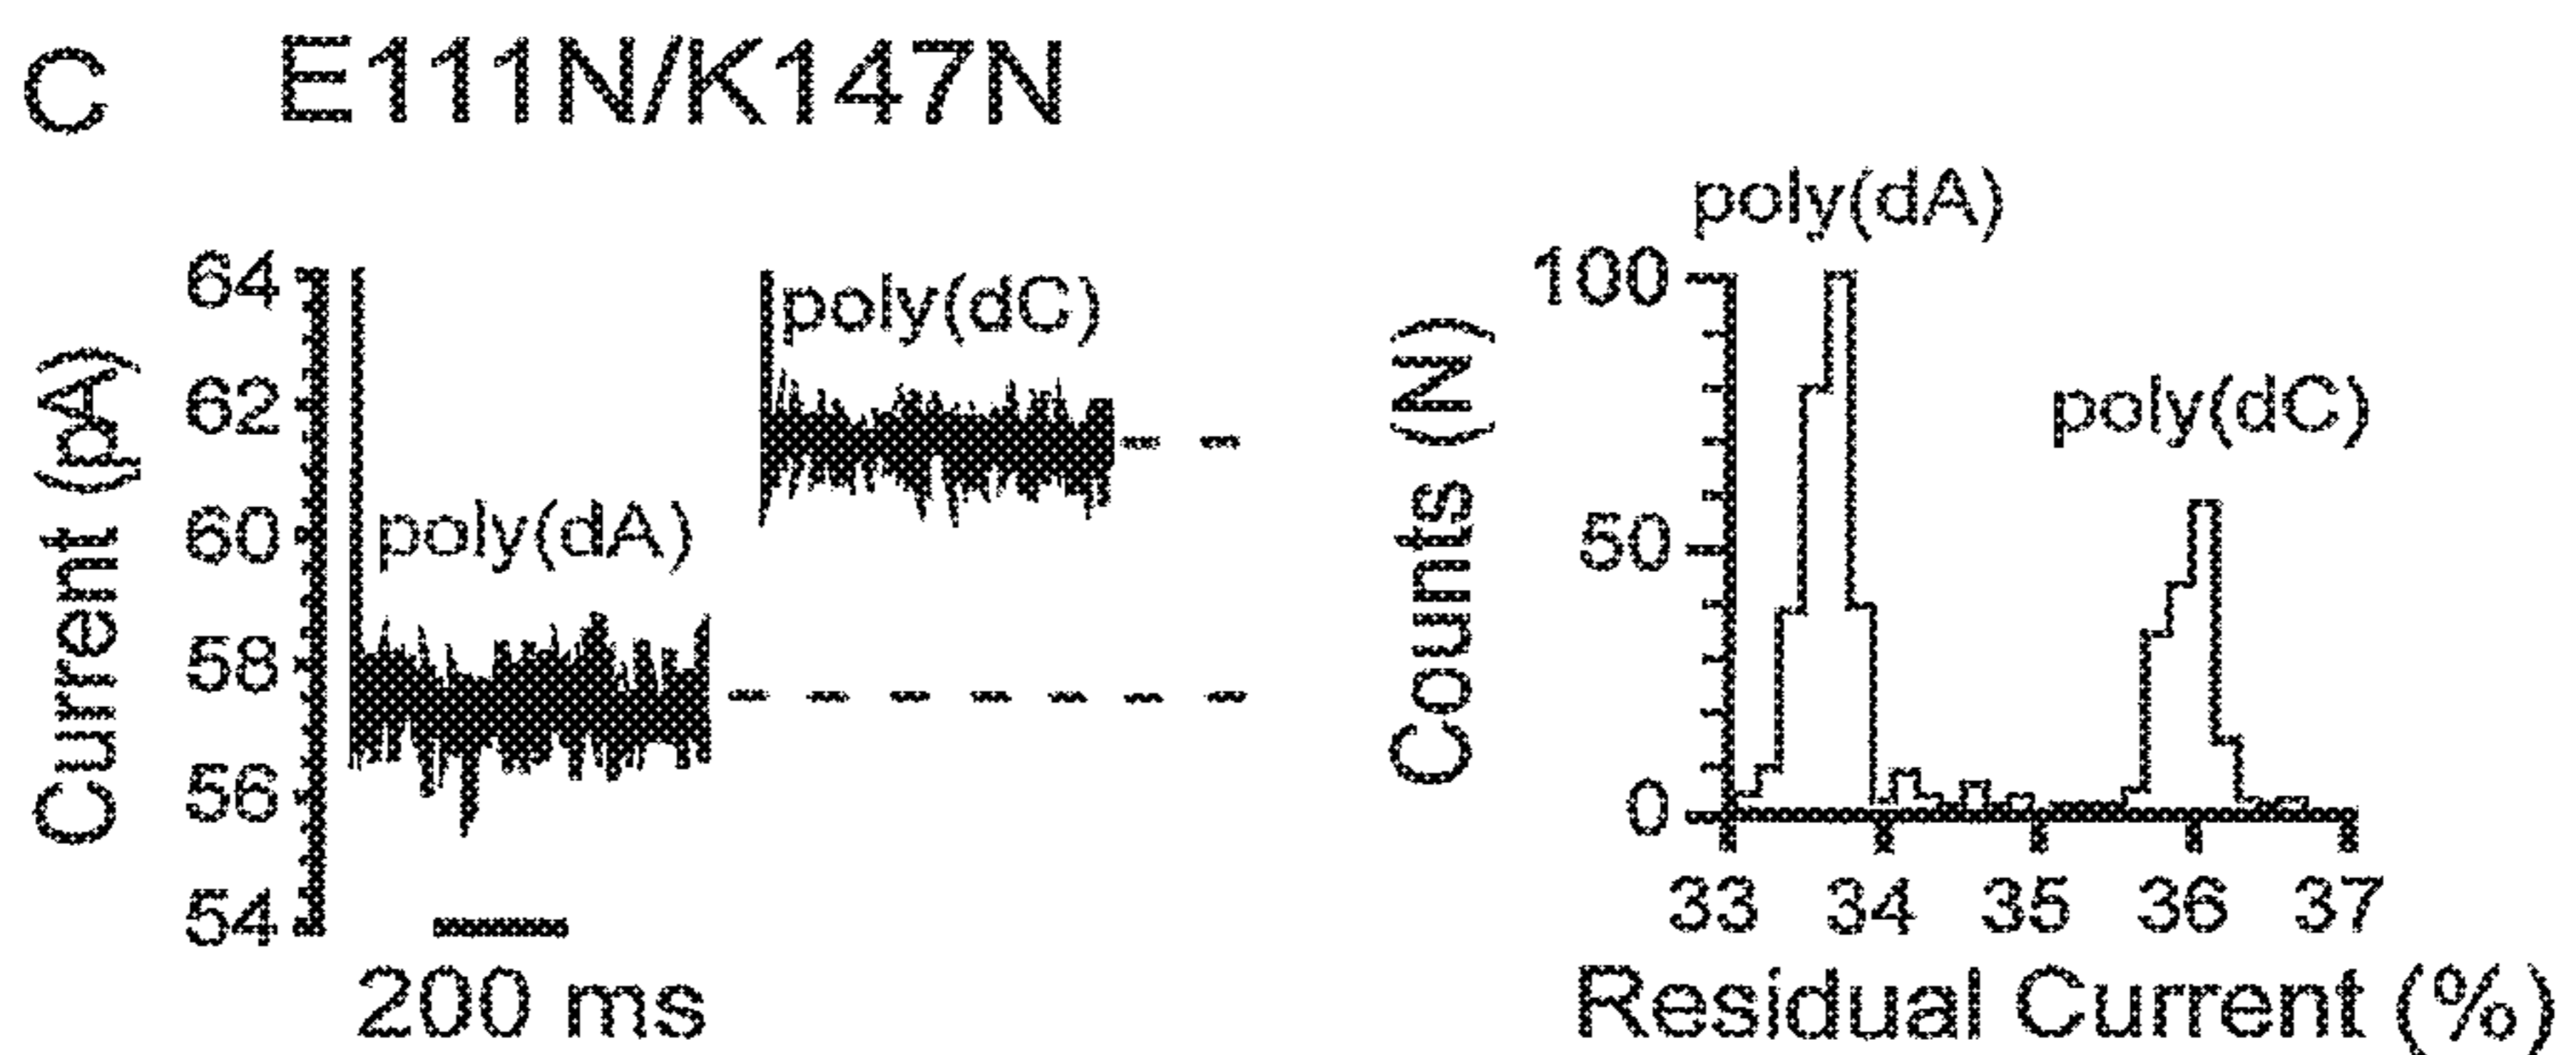 C E111N/K147N
Current (pA)
64
62
60
58
56
54
poly(dA)
poly(dC)
200 ms
Counts (N)
100
50
0
poly(dA)
poly(dC)
33 34 35 36 37
Residual Current (%)